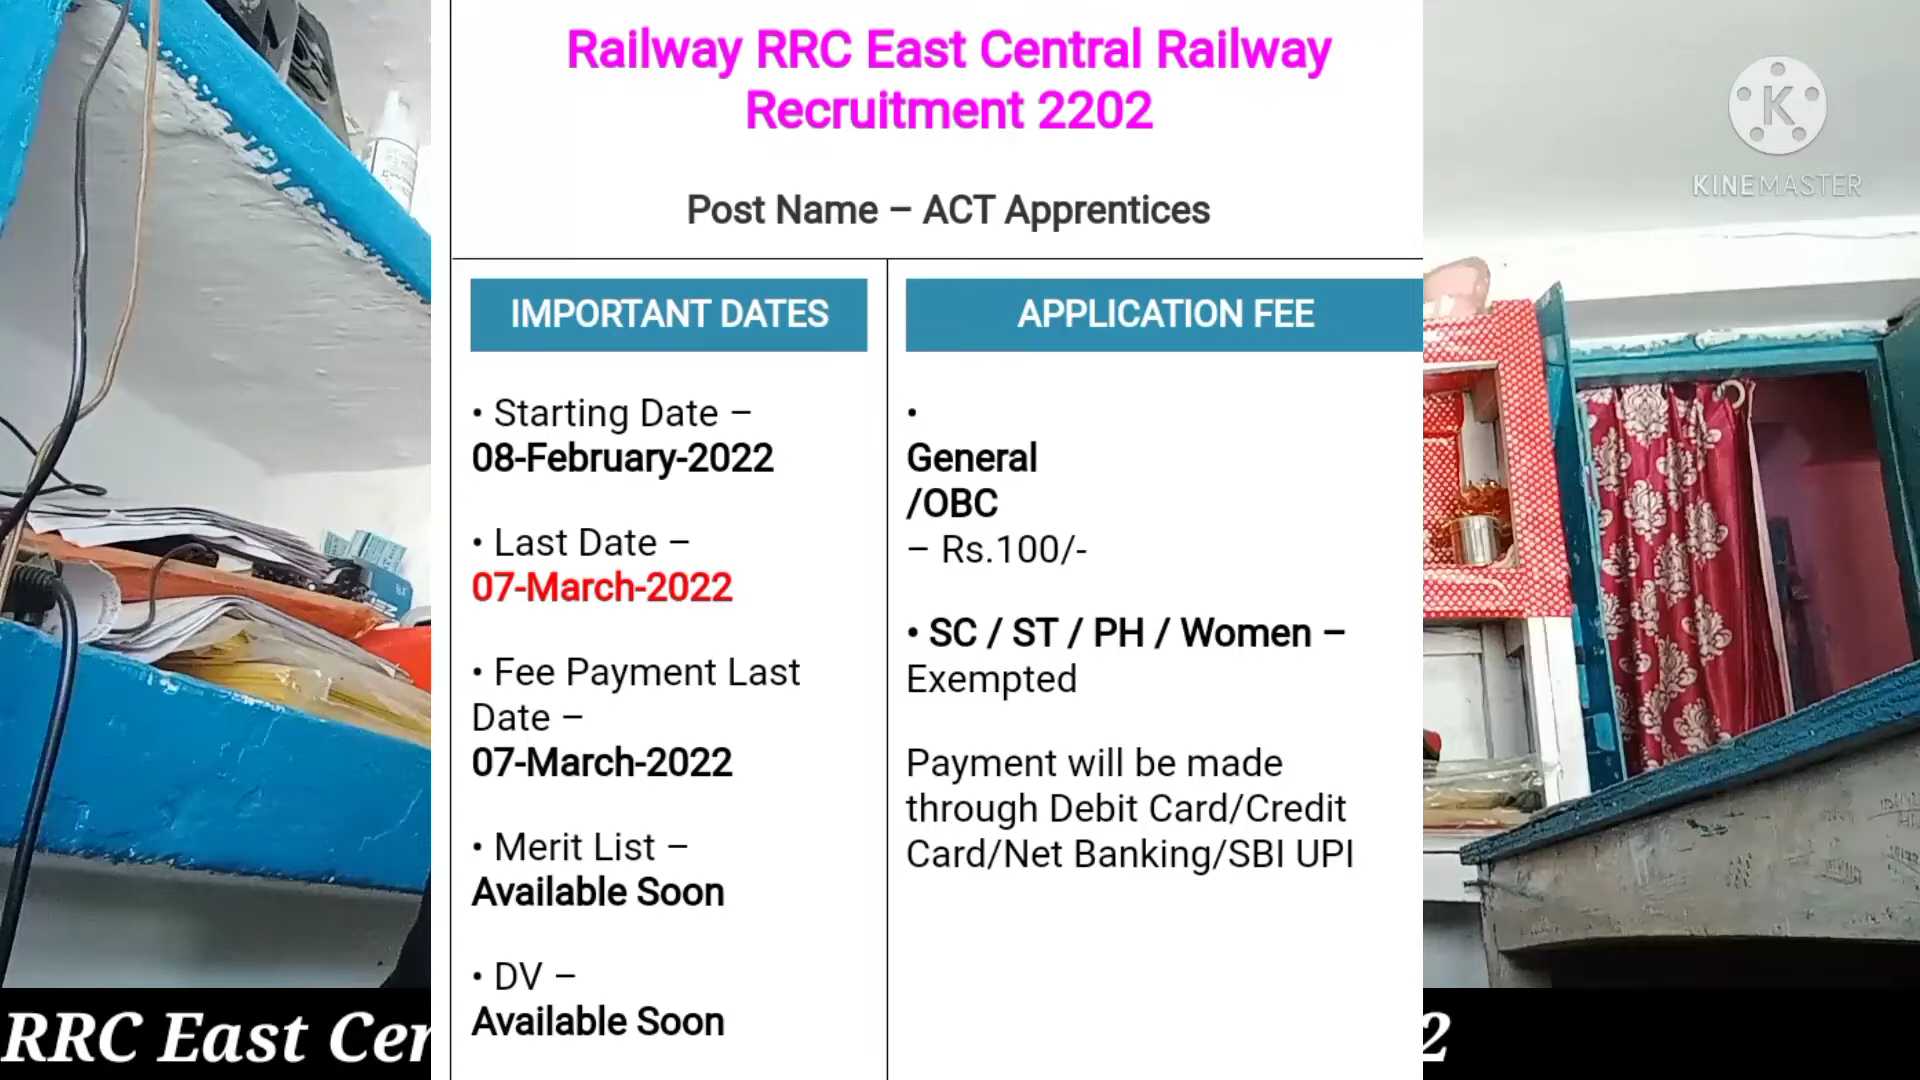 Railway RRC East Central Railway
Recruitment 2202
Post Name – ACT Apprentices
IMPORTANT DATES
• Starting Date –
08-February-2022
• Last Date –
07-March-2022
• Fee Payment Last
Date –
07-March-2022
• Merit List –
Available Soon
• DV –
Available Soon
APPLICATION FEE
•
General
/OBC
– Rs.100/-
• SC / ST / PH / Women –
Exempted
Payment will be made
through Debit Card/Credit
Card/Net Banking/SBI UPI
K
KINEMASTER
RRC East Cer
2